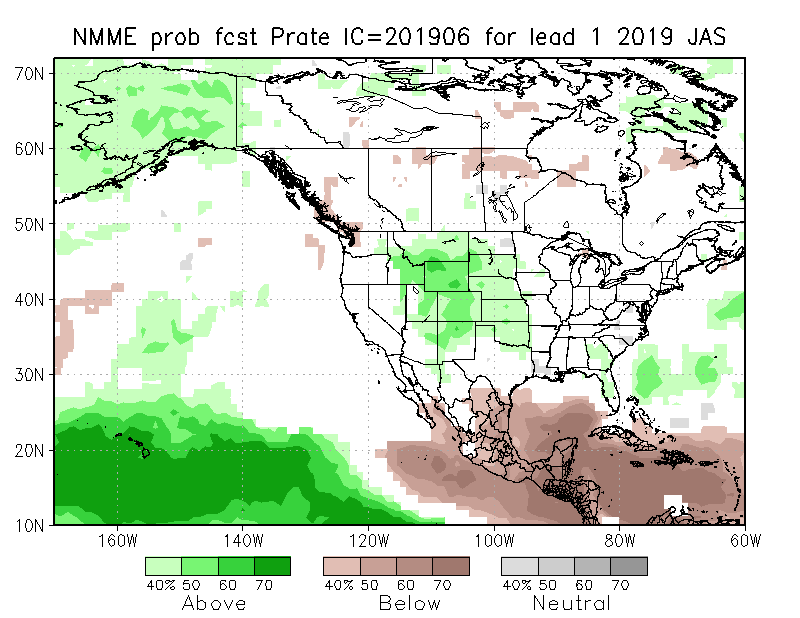 NMME prob fcst Prate IC=201906 for lead 1 2019 JAS
70N
60N
50N
40N
30N
20N
10N
160W 140W 120W 100W 80W 60W
40% 50 60 70 40% 50 60 70 40% 50 60 70
Above Below Neutral